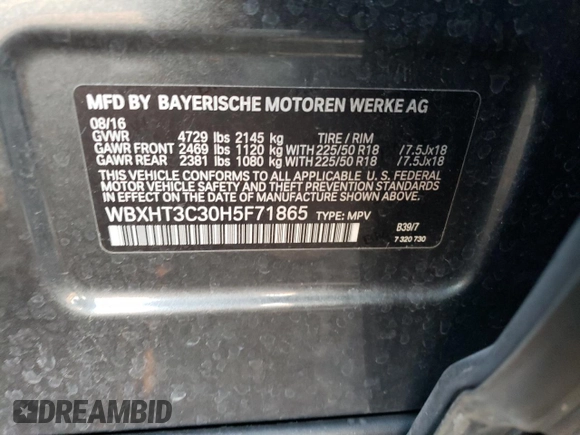 MFD BY BAYERISCHE MOTOREN WERKE AG
08/16
GVWR 4729 lbs 2145 kg TIRE / RIM
GAWR FRONT 2469 lbs 1120 kg WITH 225/50 R18 /7.5Jx18
GAWR REAR 2381 lbs 1080 kg WITH 225/50 R18 /7.5Jx18
THIS VEHICLE CONFORMS TO ALL APPLICABLE U.S. FEDERAL
MOTOR VEHICLE SAFETY AND THEFT PREVENTION STANDARDS
IN EFFECT ON THE DATE OF MANUFACTURE SHOWN ABOVE.
WBXHT3C30H5F71865 TYPE: MPV
B39/7
7 320 730
DREAMBID